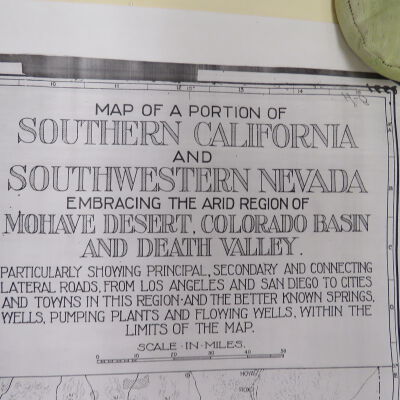 MAP OF A PORTION OF
SOUTHERN CALIFORNIA
AND
SOUTHWESTERN NEVADA
EMBRACING THE ARID REGION OF
MOHAVE DESERT, COLORADO BASIN
AND DEATH VALLEY.
PARTICULARLY SHOWING PRINCIPAL, SECONDARY AND CONNECTING
LATERAL ROADS, FROM LOS ANGELES AND SAN DIEGO TO CITIES
AND TOWNS IN THIS REGION·AND THE BETTER KNOWN SPRINGS,
WELLS, PUMPING PLANTS AND FLOWING WELLS, WITHIN THE
LIMITS OF THE MAP.
SCALE·IN·MILES.